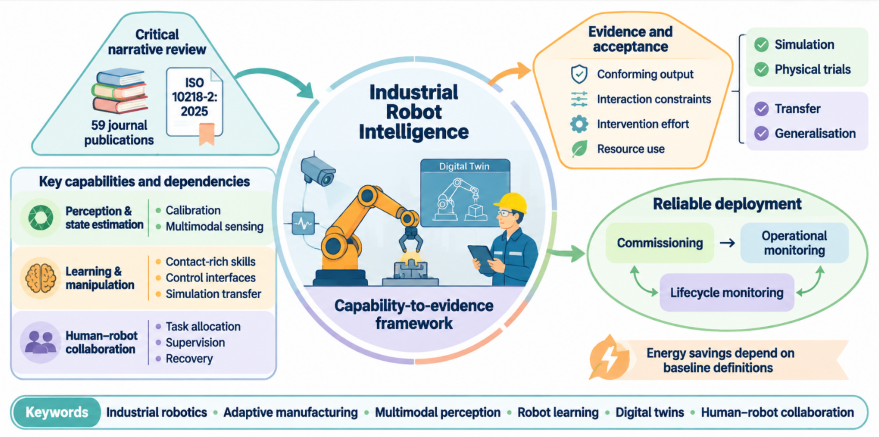 Critical
narrative review
59 journal
publications
ISO
10218-2:
2025
Key capabilities and dependencies
Perception &
state estimation
Calibration
Multimodal sensing
Learning &
manipulation
Contact-rich skills
Control interfaces
Simulation transfer
Human–robot
collaboration
Task allocation
Supervision
Recovery
Industrial
Robot
Intelligence
Digital Twin
Capability-to-evidence
framework
Evidence and
acceptance
Conforming output
Interaction constraints
Intervention effort
Resource use
Simulation
Physical trials
Transfer
Generalisation
Reliable deployment
Commissioning
Operational
monitoring
Lifecycle monitoring
Energy savings depend on
baseline definitions
Keywords Industrial robotics • Adaptive manufacturing • Multimodal perception • Robot learning • Digital twins • Human–robot collaboration